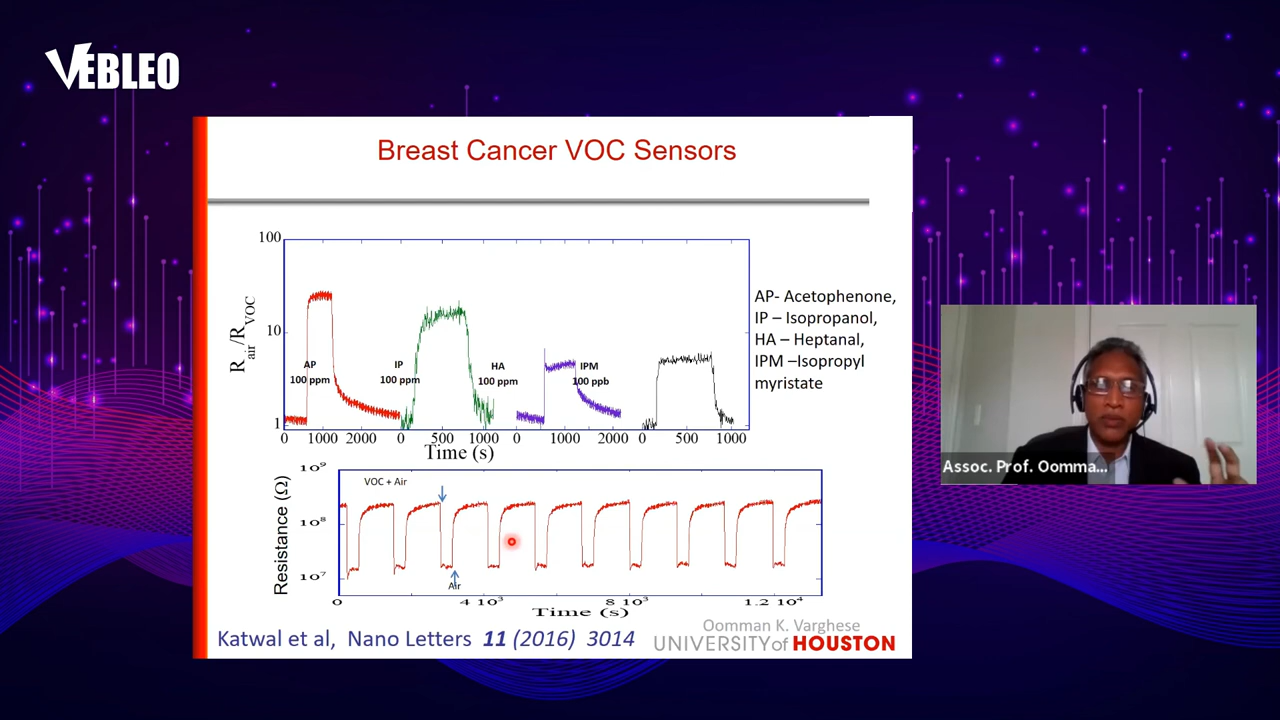 VEBLEO
Breast Cancer VOC Sensors
100
10
1
R_air/R_VOC
AP
100 ppm
IP
100 ppm
HA
100 ppm
IPM
100 ppb
0 1000 2000 0 500 1000 0 1000 2000 0 500 1000
Time (s)
AP- Acetophenone,
IP – Isopropanol,
HA – Heptanal,
IPM –Isopropyl
myristate
10⁹
10⁸
10⁷
Resistance (Ω)
VOC + Air
Air
0 4 10³ 8 10³ 1.2 10⁴
Time (s)
Katwal et al, Nano Letters 11 (2016) 3014
Oomman K. Varghese
UNIVERSITY of HOUSTON
Assoc. Prof. Oomma...